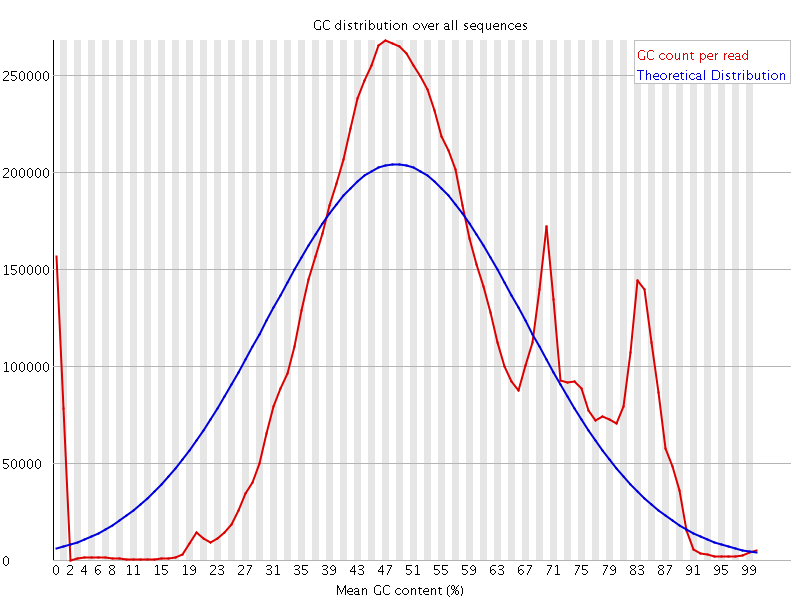 GC distribution over all sequences
GC count per read
Theoretical Distribution
250000
200000
150000
100000
50000
0
0 2 4 6 8 11 15 19 23 27 31 35 39 43 47 51 55 59 63 67 71 75 79 83 87 91 95 99
Mean GC content (%)